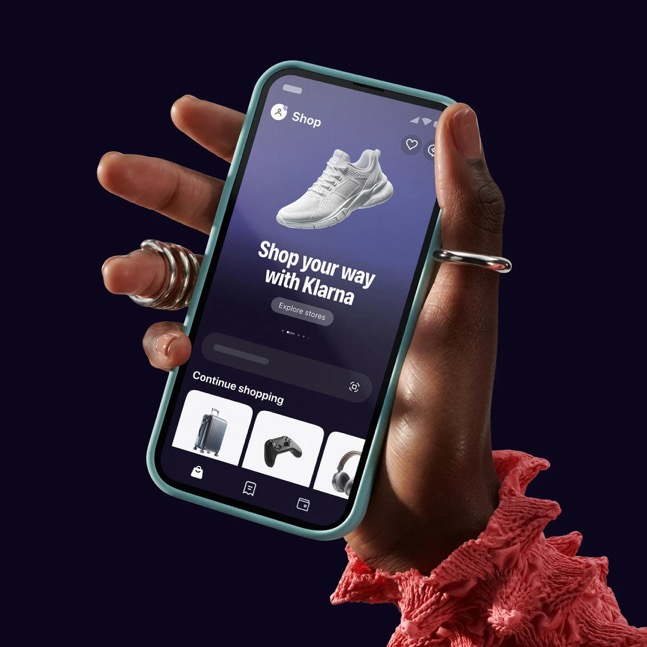 Shop
Shop your way
with Klarna
Explore stores
Continue shopping